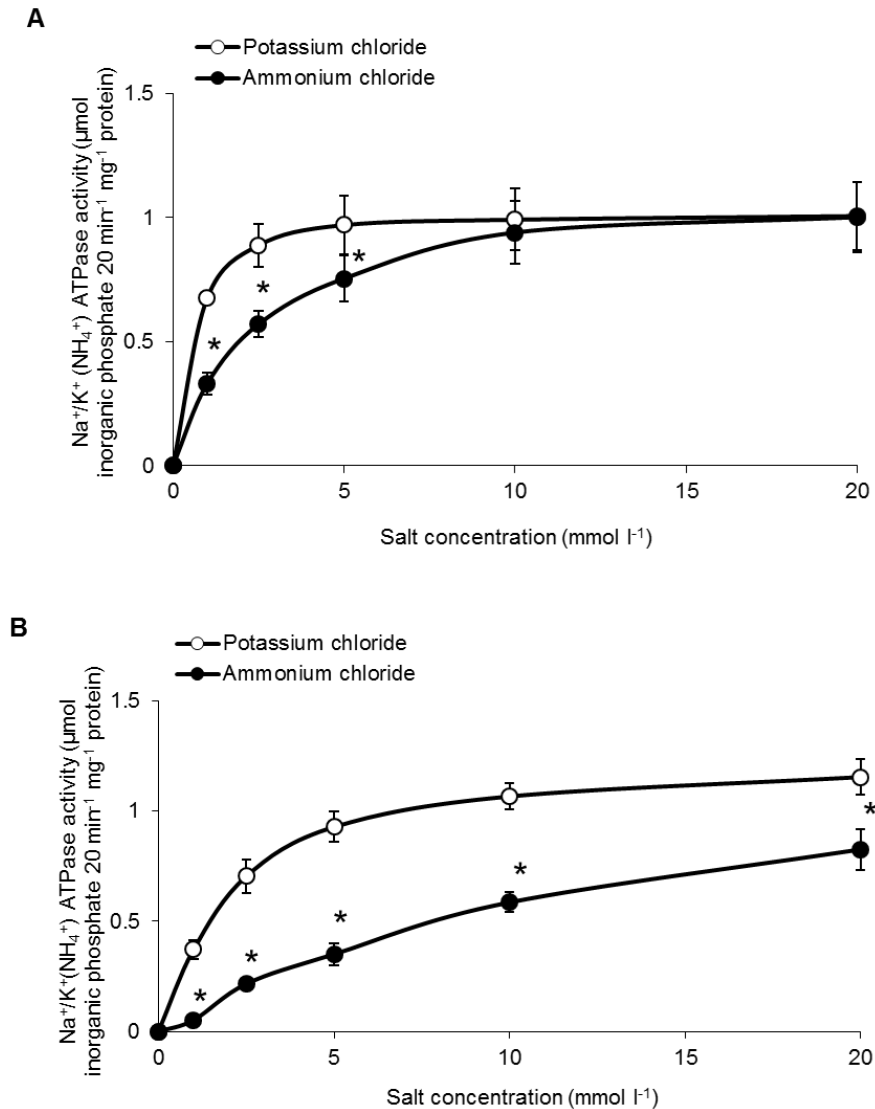 A
Potassium chloride
Ammonium chloride
Na⁺/K⁺ (NH₄⁺) ATPase activity (μmol
inorganic phosphate 20 min⁻¹ mg⁻¹ protein)
1.5
1
0.5
0
0
5
10
15
20
*
*
*
Salt concentration (mmol l⁻¹)
B
Potassium chloride
Ammonium chloride
Na⁺/K⁺(NH₄⁺) ATPase activity (μmol
inorganic phosphate 20 min⁻¹ mg⁻¹ protein)
1.5
1
0.5
0
0
5
10
15
20
*
*
*
*
*
Salt concentration (mmol l⁻¹)